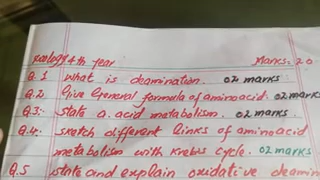 zoology 4th year Marks: 20
Q.1 what is deamination. 02 marks
Q.2 Give General formula of aminoacid. 02 marks
Q.3:- state a. acid metabolism. 02 marks
Q.4:- sketch different links of aminoacid
metabolism with Krebs cycle. 02 marks
Q.5 state and explain oxidative deamin